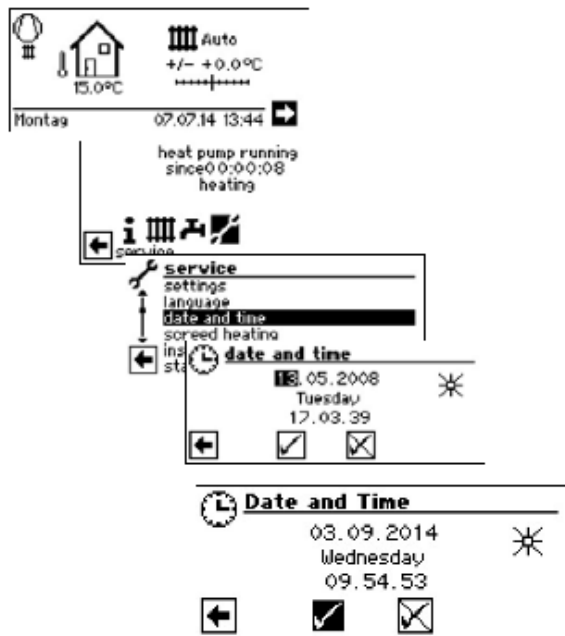 Auto
+/- +0.0°C
15.0°C
Montag 07.07.14 13:44
heat pump running
since00:00:08
heating
service
service
settings
language
date and time
screed heating
ins
sta
date and time
13.05.2008
Tuesday
17.03.39
Date and Time
03.09.2014
Wednesday
09.54.53